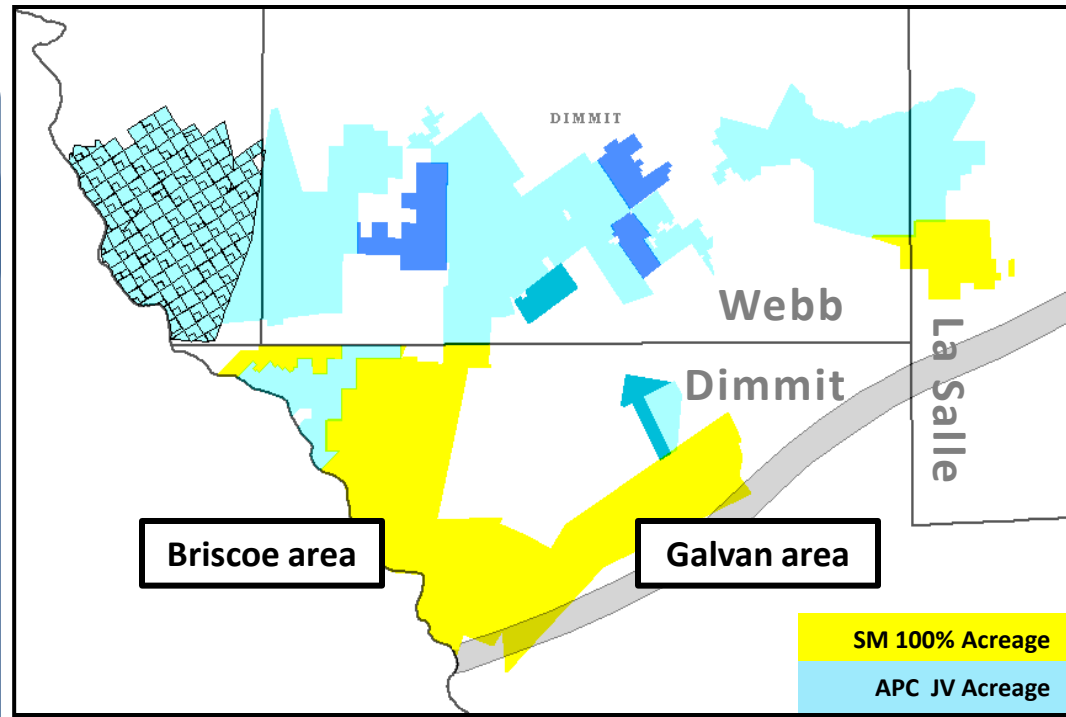 DIMMIT
Webb
La Salle
Dimmit
Briscoe area
Galvan area
SM 100% Acreage
APC JV Acreage